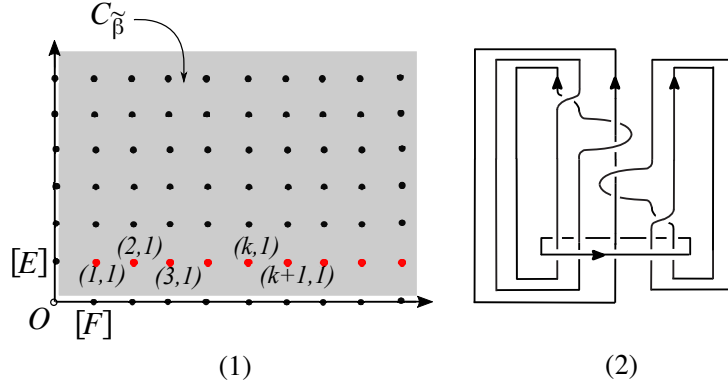 C_β̃
(2,1) (k,1)
[E] (1,1) (3,1) (k+1,1)
O [F]
(1) (2)